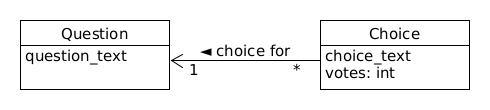 Question
question_text
◄ choice for
1
*
Choice
choice_text
votes: int